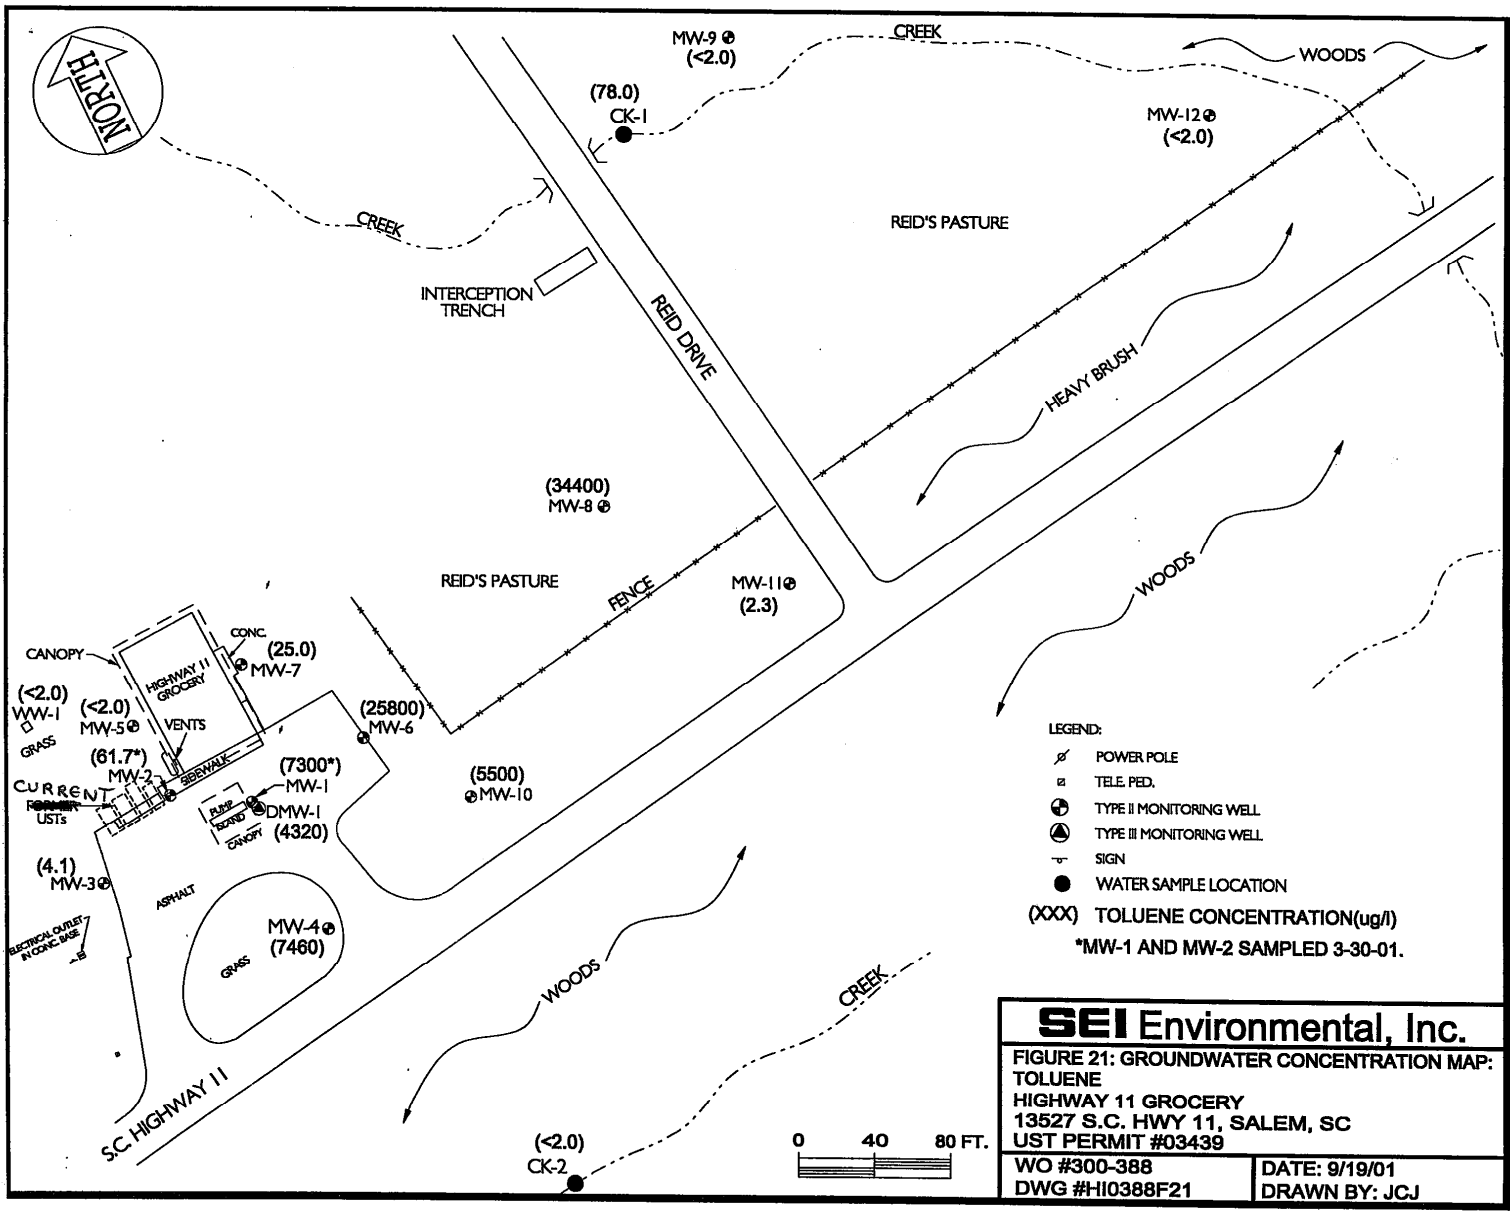 NORTH
MW-9
(<2.0)
CREEK
WOODS
(78.0)
CK-1
MW-12
(<2.0)
CREEK
REID'S PASTURE
INTERCEPTION
TRENCH
REID DRIVE
HEAVY BRUSH
(34400)
MW-8
REID'S PASTURE
FENCE
MW-11
(2.3)
WOODS
CONC.
CANOPY
(25.0)
MW-7
HIGHWAY 11
GROCERY
(<2.0)
WW-1
(<2.0)
MW-5
VENTS
GRASS
(25800)
MW-6
(61.7*)
MW-2
SIDEWALK
(7300*)
MW-1
(5500)
MW-10
CURRENT
FORMER
USTs
PUMP
ISLAND
CANOPY
DMW-1
(4320)
(4.1)
MW-3
ASPHALT
ELECTRICAL OUTLET
IN CONC. BASE
MW-4
(7460)
GRASS
WOODS
CREEK
S.C. HIGHWAY 11
(<2.0)
CK-2
0 40 80 FT.
LEGEND:
POWER POLE
TELE. PED.
TYPE II MONITORING WELL
TYPE III MONITORING WELL
SIGN
WATER SAMPLE LOCATION
(XXX) TOLUENE CONCENTRATION(ug/l)
*MW-1 AND MW-2 SAMPLED 3-30-01.
SEI Environmental, Inc.
FIGURE 21: GROUNDWATER CONCENTRATION MAP:
TOLUENE
HIGHWAY 11 GROCERY
13527 S.C. HWY 11, SALEM, SC
UST PERMIT #03439
WO #300-388
DWG #HI0388F21
DATE: 9/19/01
DRAWN BY: JCJ